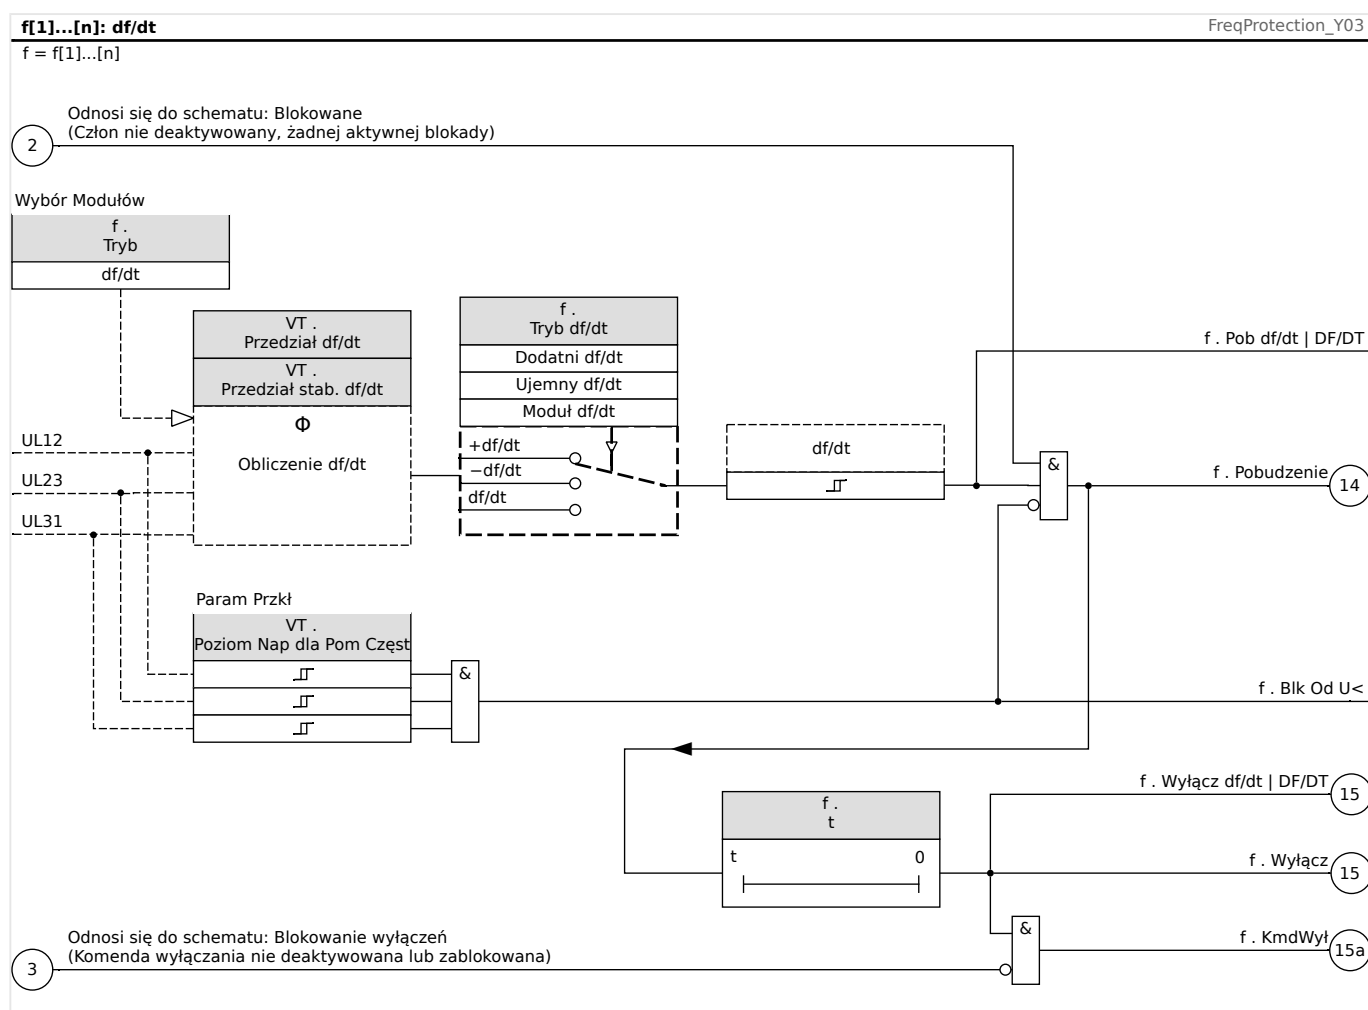 f[1]...[n]: df/dt
FreqProtection_Y03
f = f[1]...[n]
Odnosi się do schematu: Blokowane
(Człon nie deaktywowany, żadnej aktywnej blokady)
2
Wybór Modułów
f .
Tryb
df/dt
VT .
Przedział df/dt
VT .
Przedział stab. df/dt
Φ
Obliczenie df/dt
f .
Tryb df/dt
Dodatni df/dt
Ujemny df/dt
Moduł df/dt
+df/dt
−df/dt
df/dt
df/dt
f . Pob df/dt | DF/DT
&
f . Pobudzenie
14
UL12
UL23
UL31
Param Przkł
VT .
Poziom Nap dla Pom Częst
&
f . Blk Od U<
f .
t
t
0
f . Wyłącz df/dt | DF/DT
15
f . Wyłącz
15
&
f . KmdWył
15a
Odnosi się do schematu: Blokowanie wyłączeń
(Komenda wyłączania nie deaktywowana lub zablokowana)
3